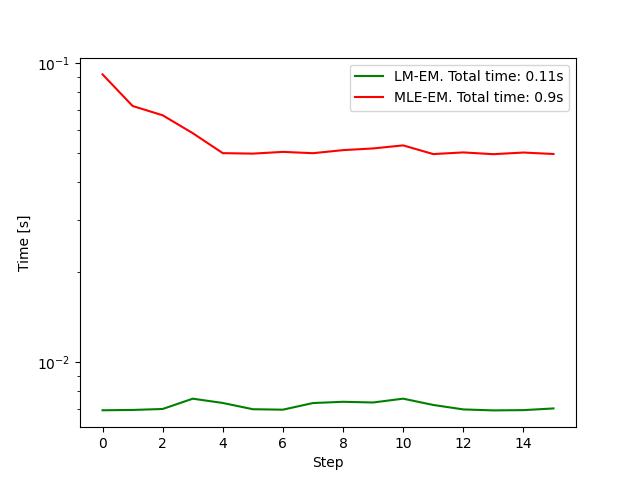 10⁻¹
10⁻²
Time [s]
LM-EM. Total time: 0.11s
MLE-EM. Total time: 0.9s
0 2 4 6 8 10 12 14
Step